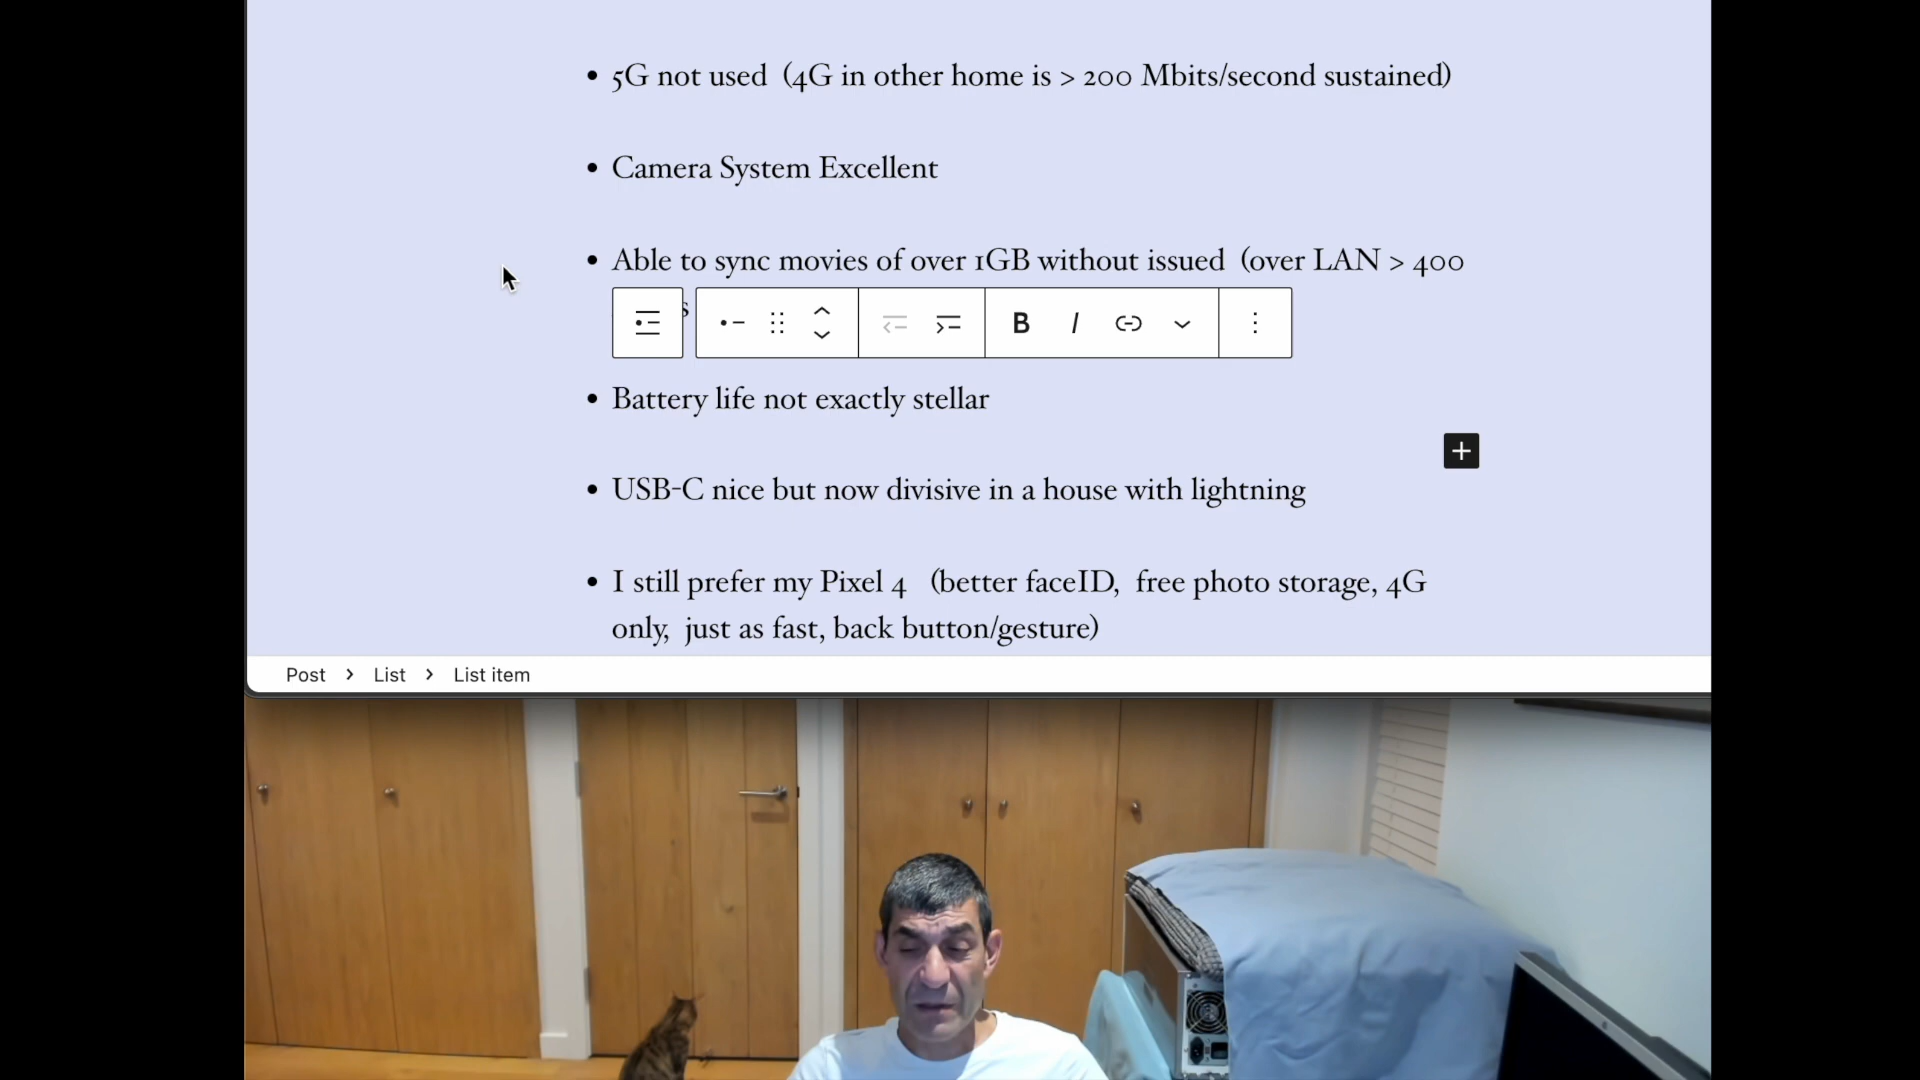 • 5G not used (4G in other home is > 200 Mbits/second sustained)
• Camera System Excellent
• Able to sync movies of over 1GB without issued (over LAN > 400
B I
• Battery life not exactly stellar
• USB-C nice but now divisive in a house with lightning
• I still prefer my Pixel 4 (better faceID, free photo storage, 4G
only, just as fast, back button/gesture)
Post > List > List item